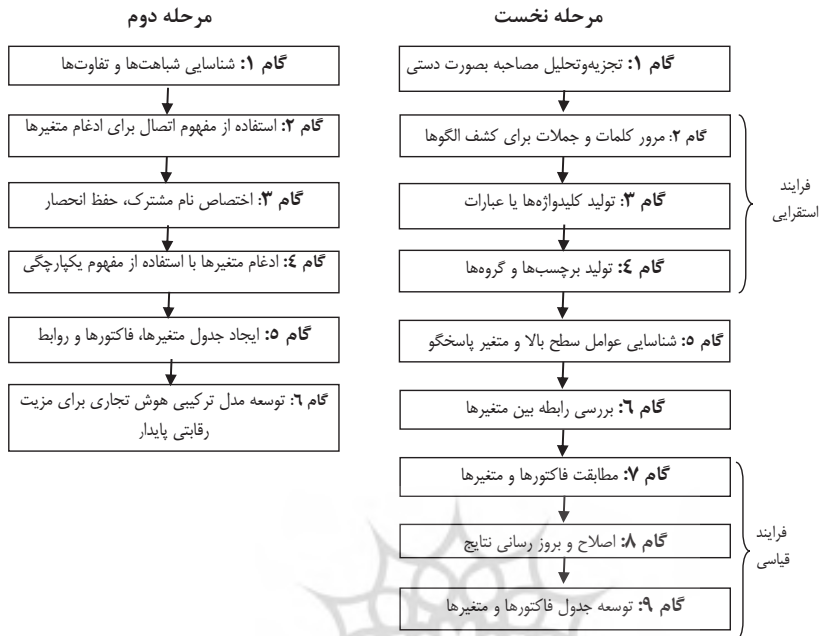 مرحله نخست
گام ۱: تجزیه‌وتحلیل مصاحبه بصورت دستی
گام ۲: مرور کلمات و جملات برای کشف الگوها
گام ۳: تولید کلیدواژه‌ها یا عبارات
گام ٤: تولید برچسب‌ها و گروه‌ها
فرایند
استقرایی
گام ٥: شناسایی عوامل سطح بالا و متغیر پاسخگو
گام ٦: بررسی رابطه بین متغیرها
گام ۷: مطابقت فاکتورها و متغیرها
گام ۸: اصلاح و بروز رسانی نتایج
گام ۹: توسعه جدول فاکتورها و متغیرها
فرایند
قیاسی
مرحله دوم
گام ۱: شناسایی شباهت‌ها و تفاوت‌ها
گام ۲: استفاده از مفهوم اتصال برای ادغام متغیرها
گام ۳: اختصاص نام مشترک، حفظ انحصار
گام ٤: ادغام متغیرها با استفاده از مفهوم یکپارچگی
گام ٥: ایجاد جدول متغیرها، فاکتورها و روابط
گام ٦: توسعه مدل ترکیبی هوش تجاری برای مزیت
رقابتی پایدار